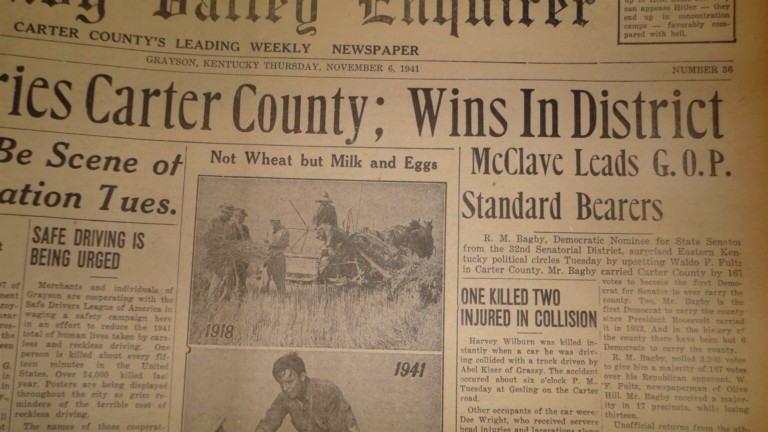 Valley Enquirer
can appease Hitler — they
end up in concentration
camps — favorably com-
pared with hell.
CARTER COUNTY'S LEADING WEEKLY NEWSPAPER
GRAYSON, KENTUCKY THURSDAY, NOVEMBER 6, 1941
NUMBER 36
ries Carter County; Wins In District
Be Scene of
ation Tues.
SAFE DRIVING IS
BEING URGED
Merchants and individuals of
Grayson are cooperating with the
Safe Drivers League of America in
waging a safety campaign here
in an effort to reduce the 1941
total of human lives taken by care-
less and reckless driving. One
person is killed about every fif-
teen minutes in the United
States. Over 34,000 killed last
year. Posters are being displayed
throughout the city as grim re-
minders of the terrible cost of
reckless driving.
The names of those cooperat-
Not Wheat but Milk and Eggs
1918
1941
McClave Leads G.O.P.
Standard Bearers
R. M. Bagby, Democratic Nominee for State Senator
from the 32nd Senatorial District, surprised Eastern Ken-
tucky political circles Tuesday by upsetting Waldo F. Fultz
in Carter County. Mr. Bagby carried Carter County by 167
ONE KILLED TWO
INJURED IN COLLISION
Harvey Wilburn was killed in-
stantly when a car he was driv-
ing collided with a truck driven by
Abel Kiser of Grassy. The accident
occured about six o'clock P. M.
Tuesday at Gesling on the Carter
road.
Other occupants of the car were:
Dee Wright, who received severe
head injuries and lacerations
votes to become the first Demo-
crat for Senator to ever carry the
county. Too, Mr. Bagby is the
first Democrat to carry the county
since President Roosevelt carried
it in 1932. And in the history of
the county there have been but 6
Democrats to carry the county.
R. M. Bagby, polled votes
to give him a majority of 167 votes
over his Republican opponent, W.
F. Fultz, newspaperman of Olive
Hill. Mr. Bagby received a major-
ity in 17 precincts, while losing
thirteen.
Unofficial returns from the